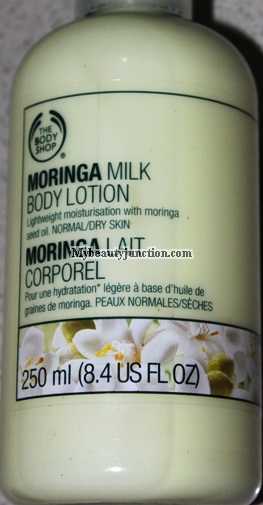 THE
BODY
SHOP
MORINGA MILK
BODY LOTION
Lightweight moisturisation with moringa
seed oil. NORMAL/DRY SKIN
Mybeautyjunction.com
MORINGA LAIT
CORPOREL
Pour une hydratation* légère à base d'huile de
graines de moringa. PEAUX NORMALES/SÈCHES
250 ml (8.4 US FL OZ)